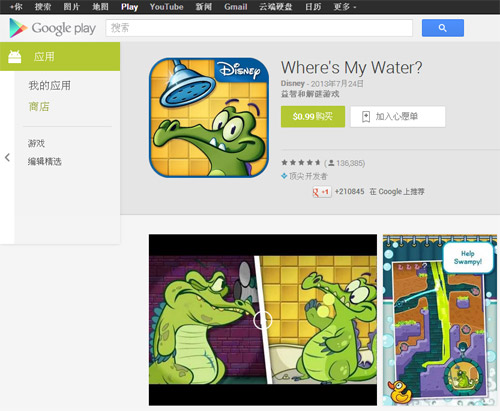 +你 搜索 图片 地图 Play YouTube 新闻 Gmail 云端硬盘 日历 更多
Google play 搜索
应用
我的应用
商店
游戏
编辑精选
Disney
Where's My Water?
Disney - 2013年7月24日
益智和解谜游戏
$0.99 购买 加入心愿单
(136,385)
顶尖开发者
g +1 +210845 在 Google 上推荐
Help
Swampy!